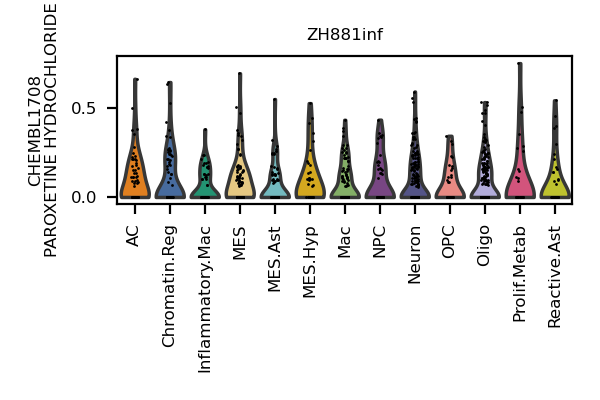 ZH881inf
CHEMBL1708
PAROXETINE HYDROCHLORIDE
0.5
0.0
AC
Chromatin.Reg
Inflammatory.Mac
MES
MES.Ast
MES.Hyp
Mac
NPC
Neuron
OPC
Oligo
Prolif.Metab
Reactive.Ast